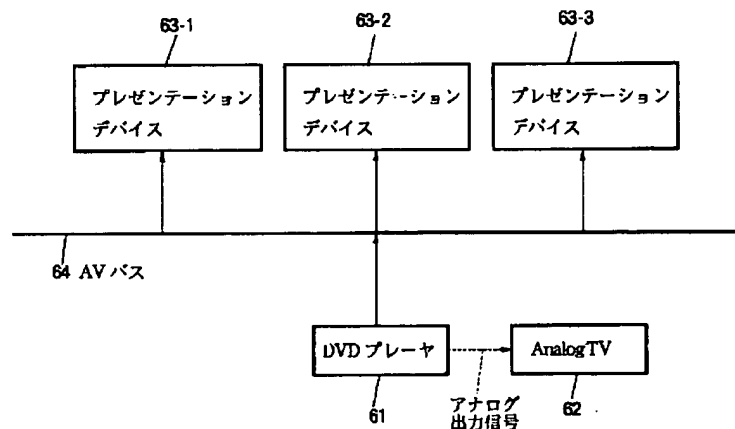 63-1
63-2
63-3
プレゼンテーション
デバイス
プレゼンテーション
デバイス
プレゼンテーション
デバイス
64 AVバス
DVDプレーヤ
AnalogTV
61
アナログ
出力信号
62